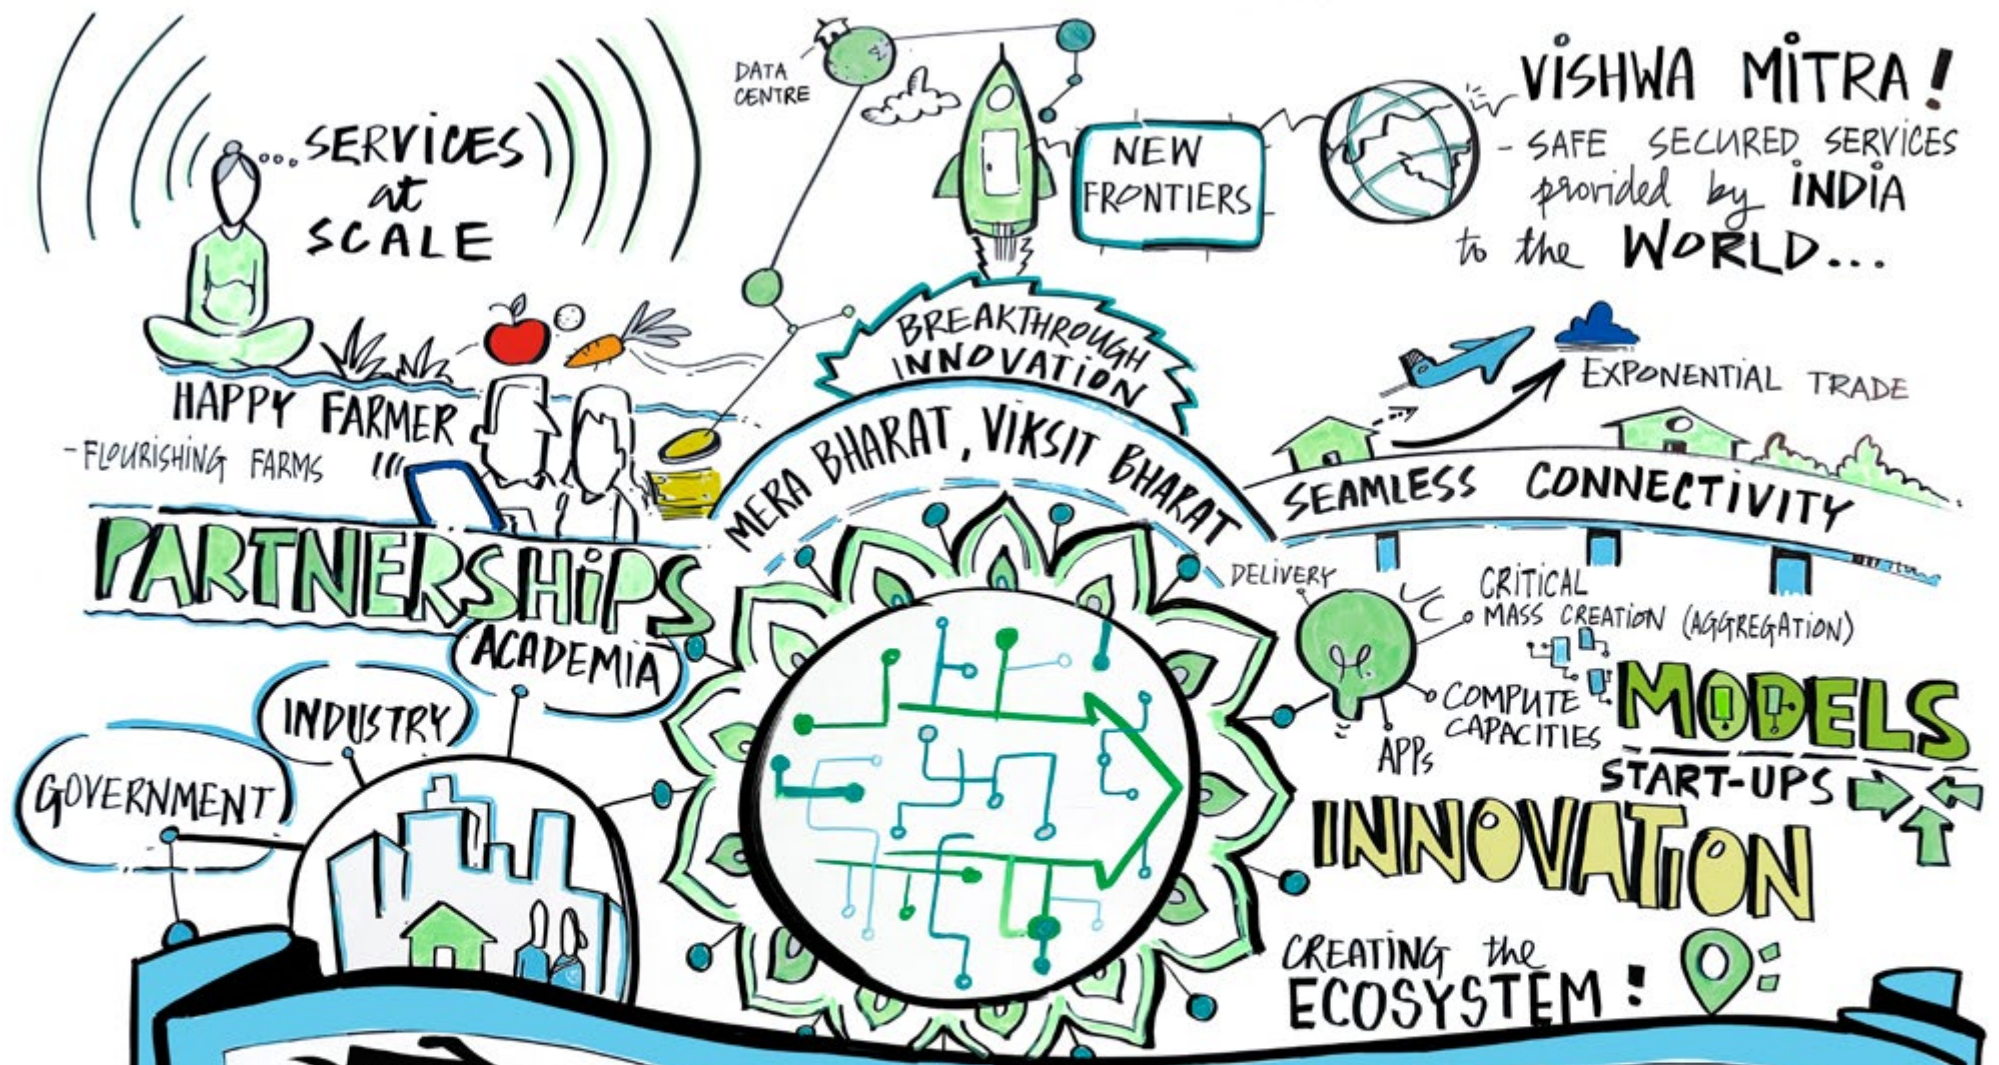 ...SERVICES
at
SCALE
DATA
CENTRE
NEW
FRONTIERS
VISHWA MITRA!
- SAFE SECURED SERVICES
provided by INDIA
to the WORLD...
BREAKTHROUGH
INNOVATION
MERA BHARAT, VIKSIT BHARAT
HAPPY FARMER
- FLOURISHING FARMS
EXPONENTIAL TRADE
SEAMLESS CONNECTIVITY
PARTNERSHIPS
ACADEMIA
INDUSTRY
GOVERNMENT
DELIVERY
CRITICAL
MASS CREATION (AGGREGATION)
COMPUTE
CAPACITIES
APPs
MODELS
START-UPS
INNOVATION
CREATING the
ECOSYSTEM!